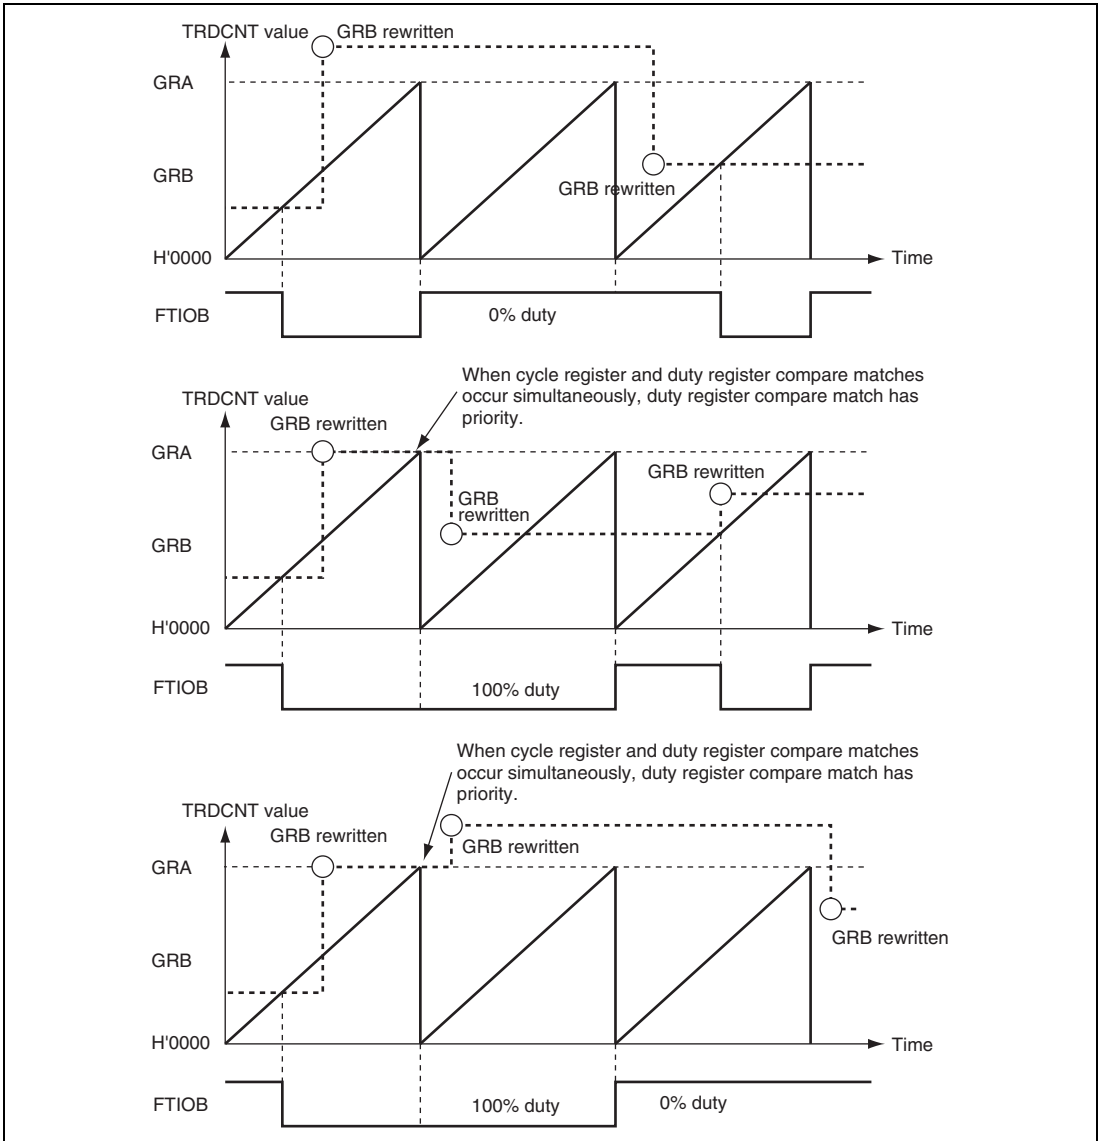 TRDCNT value
GRB rewritten
GRA
GRB
GRB rewritten
H'0000
Time
FTIOB
0% duty
When cycle register and duty register compare matches
occur simultaneously, duty register compare match has
priority.
TRDCNT value
GRB rewritten
GRA
GRB rewritten
GRB
rewritten
GRB
H'0000
Time
FTIOB
100% duty
When cycle register and duty register compare matches
occur simultaneously, duty register compare match has
priority.
TRDCNT value
GRB rewritten
GRB rewritten
GRA
GRB rewritten
GRB
H'0000
Time
FTIOB
100% duty
0% duty